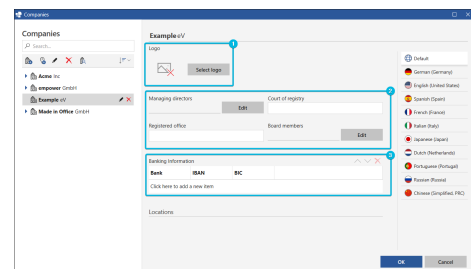 Companies
Companies
Search...
Acme inc
empower GmbH
Example eV
Made in Office GmbH
Example eV
1
Logo
Select logo
2
Managing directors
Edit
Court of registry
Registered office
Board members
Edit
3
Banking Information
Bank IBAN BIC
Click here to add a new item
Locations
Default
German (Germany)
English (United States)
Spanish (Spain)
French (France)
Italian (Italy)
Japanese (Japan)
Dutch (Netherlands)
Portuguese (Portugal)
Russian (Russia)
Chinese (Simplified, PRC)
OK Cancel